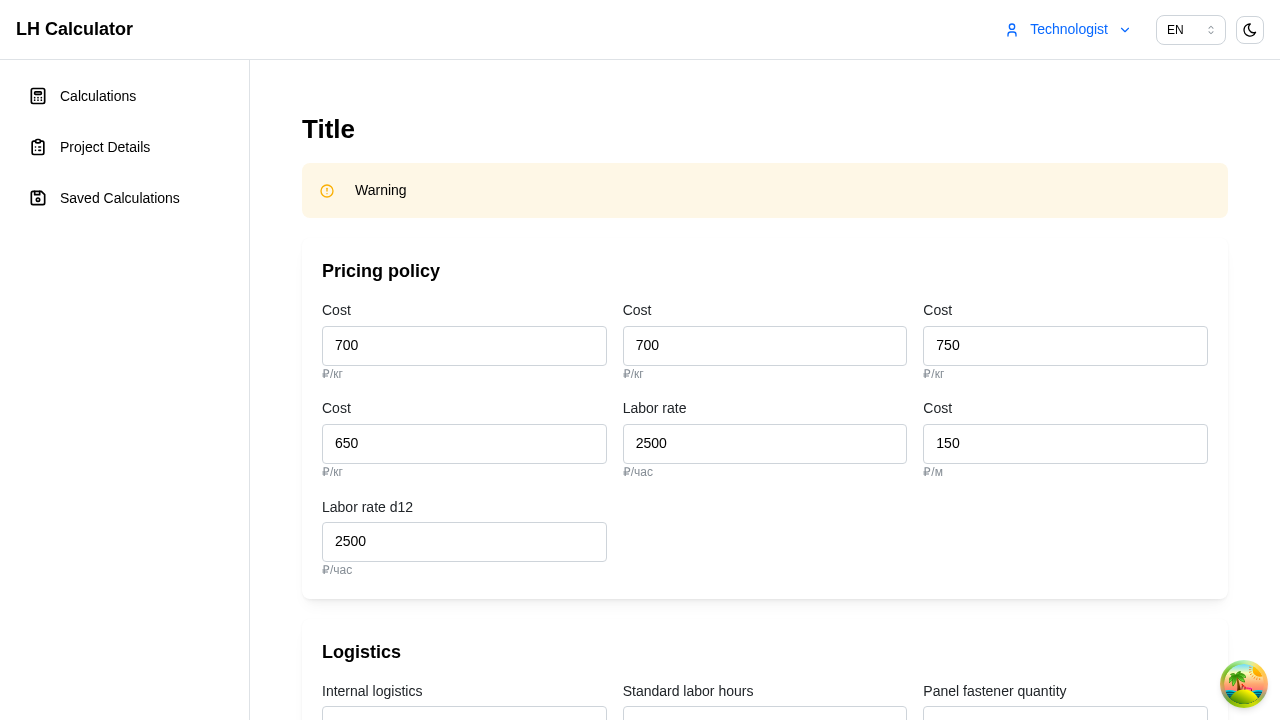 LH Calculator
Technologist
EN
Calculations
Project Details
Saved Calculations
Title
Warning
Pricing policy
Cost Cost Cost
700 700 750
₽/кг ₽/кг ₽/кг
Cost Labor rate Cost
650 2500 150
₽/кг ₽/час ₽/м
Labor rate d12
2500
₽/час
Logistics
Internal logistics Standard labor hours Panel fastener quantity